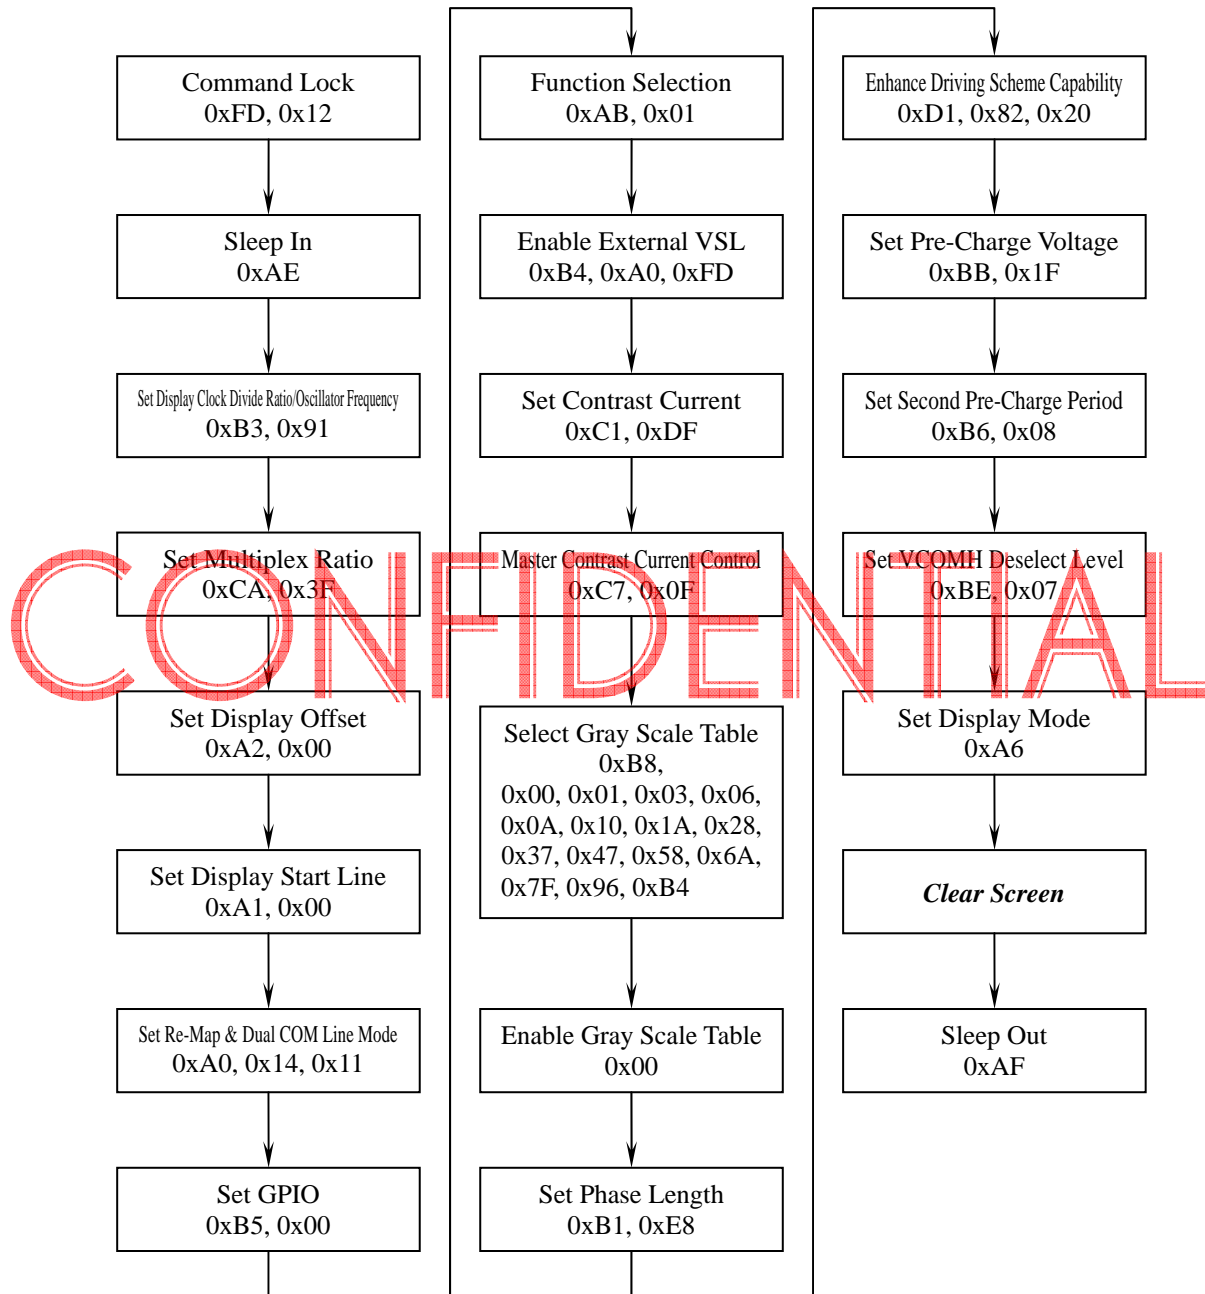 Command Lock
0xFD, 0x12
Sleep In
0xAE
Set Display Clock Divide Ratio/Oscillator Frequency
0xB3, 0x91
Set Multiplex Ratio
0xCA, 0x3F
Set Display Offset
0xA2, 0x00
Set Display Start Line
0xA1, 0x00
Set Re-Map & Dual COM Line Mode
0xA0, 0x14, 0x11
Set GPIO
0xB5, 0x00
Function Selection
0xAB, 0x01
Enable External VSL
0xB4, 0xA0, 0xFD
Set Contrast Current
0xC1, 0xDF
Master Contrast Current Control
0xC7, 0x0F
Select Gray Scale Table
0xB8,
0x00, 0x01, 0x03, 0x06,
0x0A, 0x10, 0x1A, 0x28,
0x37, 0x47, 0x58, 0x6A,
0x7F, 0x96, 0xB4
Enable Gray Scale Table
0x00
Set Phase Length
0xB1, 0xE8
Enhance Driving Scheme Capability
0xD1, 0x82, 0x20
Set Pre-Charge Voltage
0xBB, 0x1F
Set Second Pre-Charge Period
0xB6, 0x08
Set VCOMH Deselect Level
0xBE, 0x07
Set Display Mode
0xA6
Clear Screen
Sleep Out
0xAF
CONFIDENTIAL